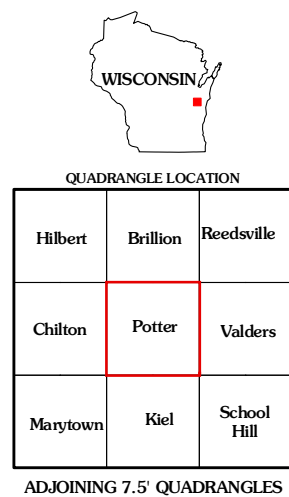 WISCONSIN
QUADRANGLE LOCATION
Hilbert Brillion Reedsville
Chilton Potter Valders
Marytown Kiel School
Hill
ADJOINING 7.5' QUADRANGLES